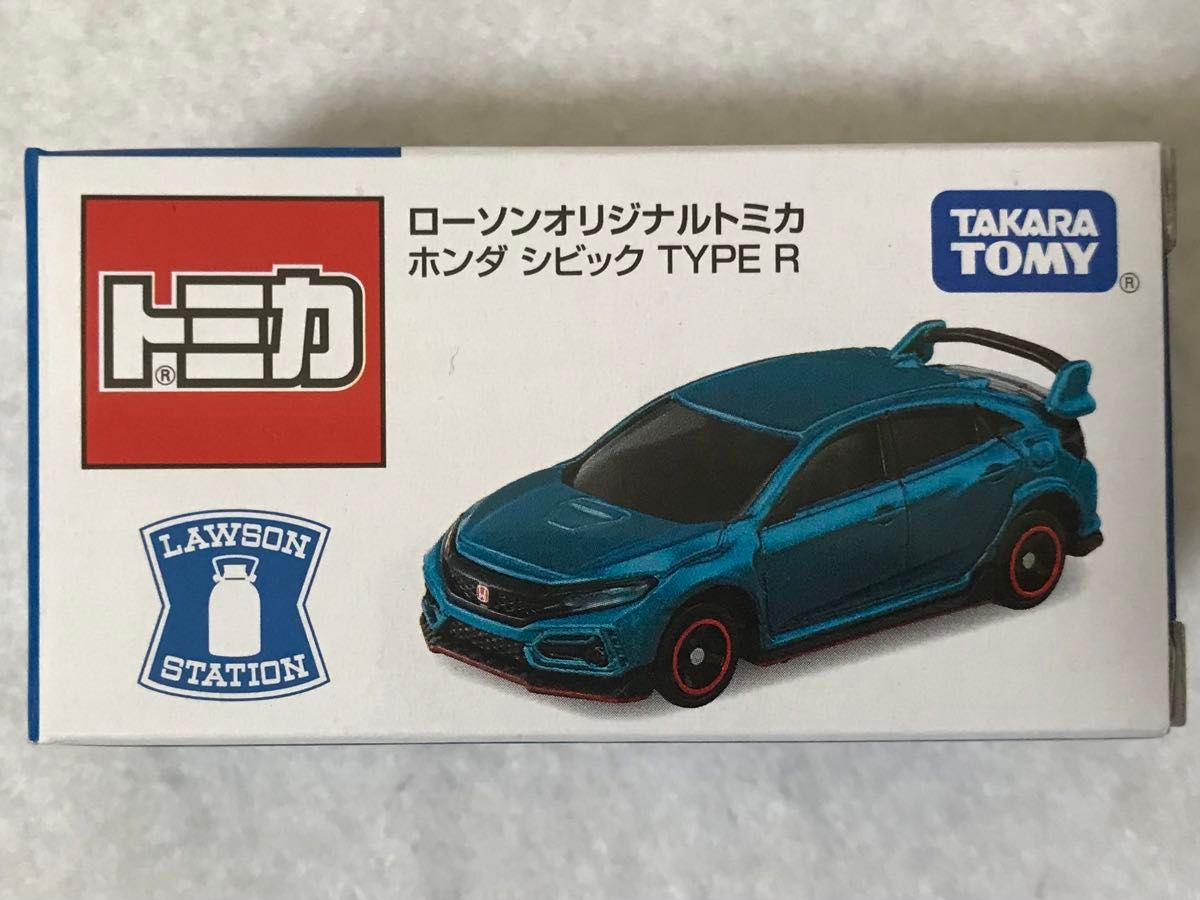 ローソンオリジナルトミカ
ホンダ シビック TYPE R
TAKARA
TOMY
®
トミカ
®
LAWSON
STATION